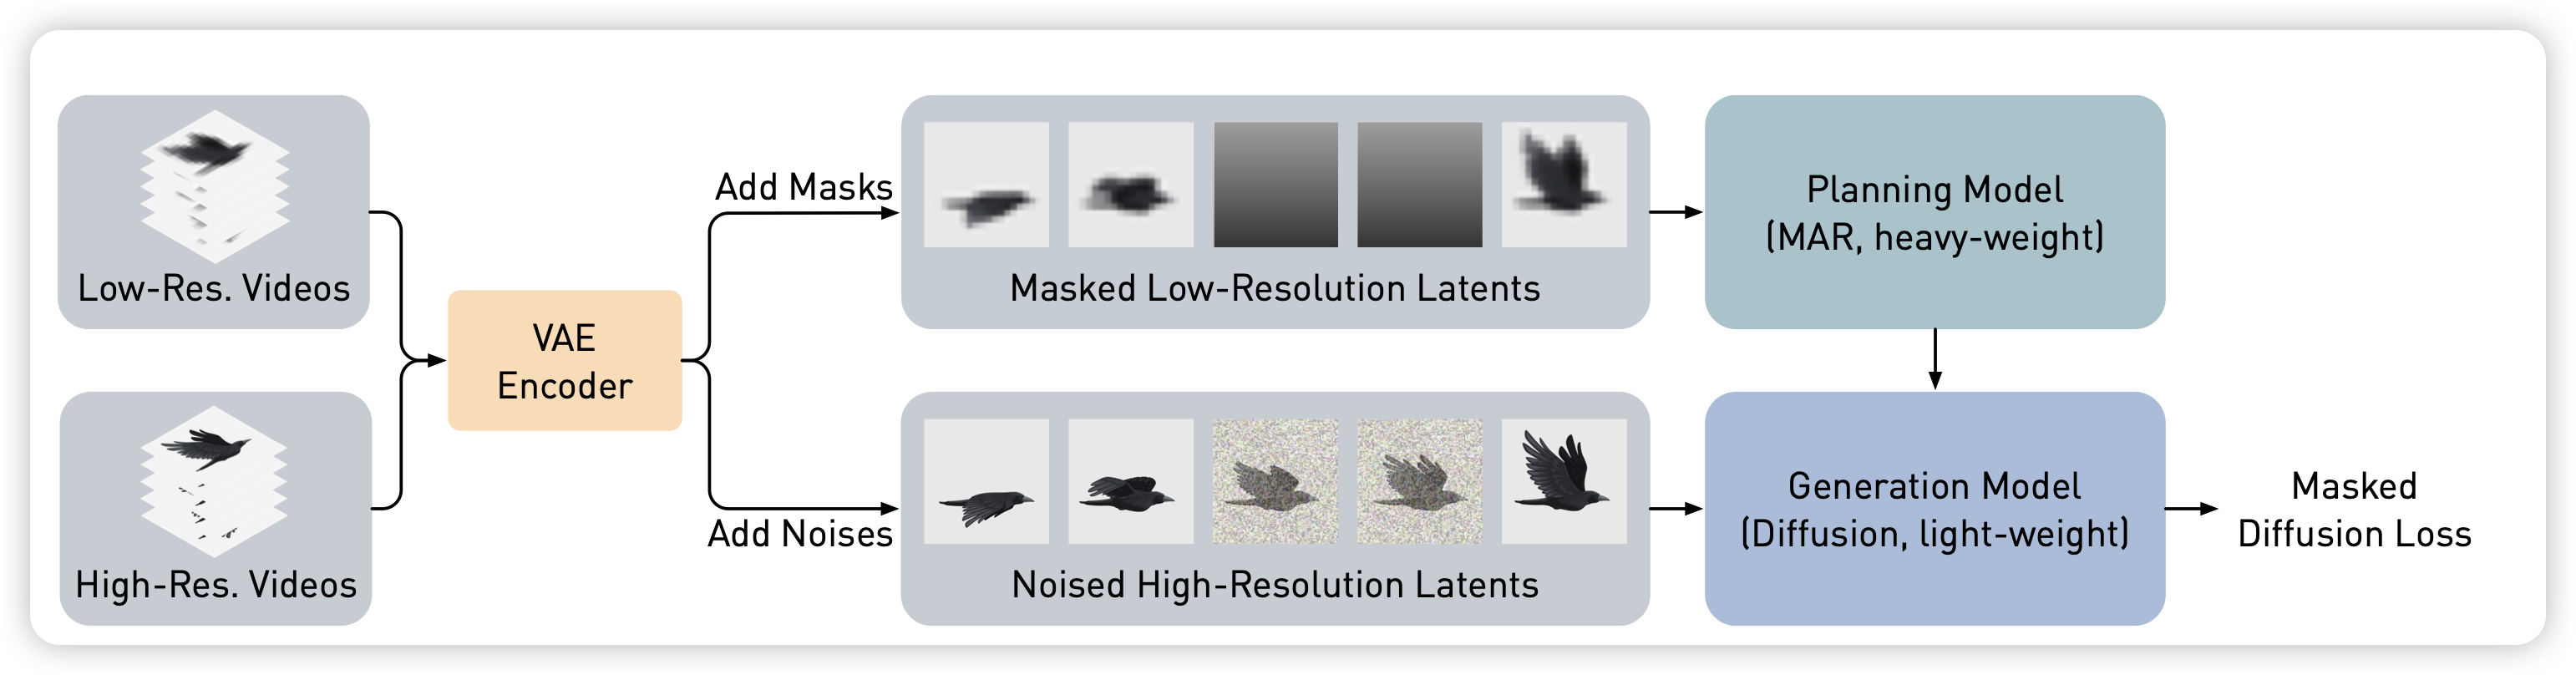 Low-Res. Videos
High-Res. Videos
VAE
Encoder
Add Masks
Add Noises
Masked Low-Resolution Latents
Noised High-Resolution Latents
Planning Model
(MAR, heavy-weight)
Generation Model
(Diffusion, light-weight)
Masked
Diffusion Loss